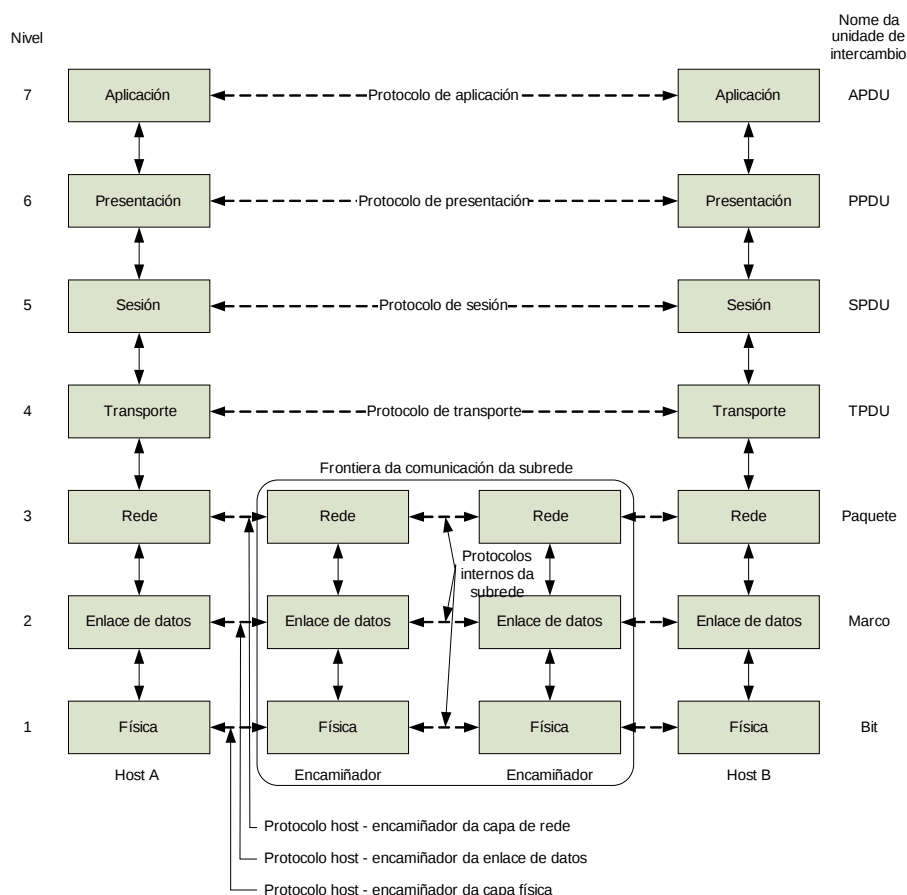 Nivel
Nome da
unidade de
intercambio
7
Aplicación
Protocolo de aplicación
Aplicación
APDU
6
Presentación
Protocolo de presentación
Presentación
PPDU
5
Sesión
Protocolo de sesión
Sesión
SPDU
4
Transporte
Protocolo de transporte
Transporte
TPDU
Frontiera da comunicación da subrede
3
Rede
Rede
Rede
Rede
Paquete
Protocolos
internos da
subrede
2
Enlace de datos
Enlace de datos
Enlace de datos
Enlace de datos
Marco
1
Física
Física
Física
Física
Bit
Host A
Encamiñador
Encamiñador
Host B
Protocolo host - encamiñador da capa de rede
Protocolo host - encamiñador da enlace de datos
Protocolo host - encamiñador da capa física